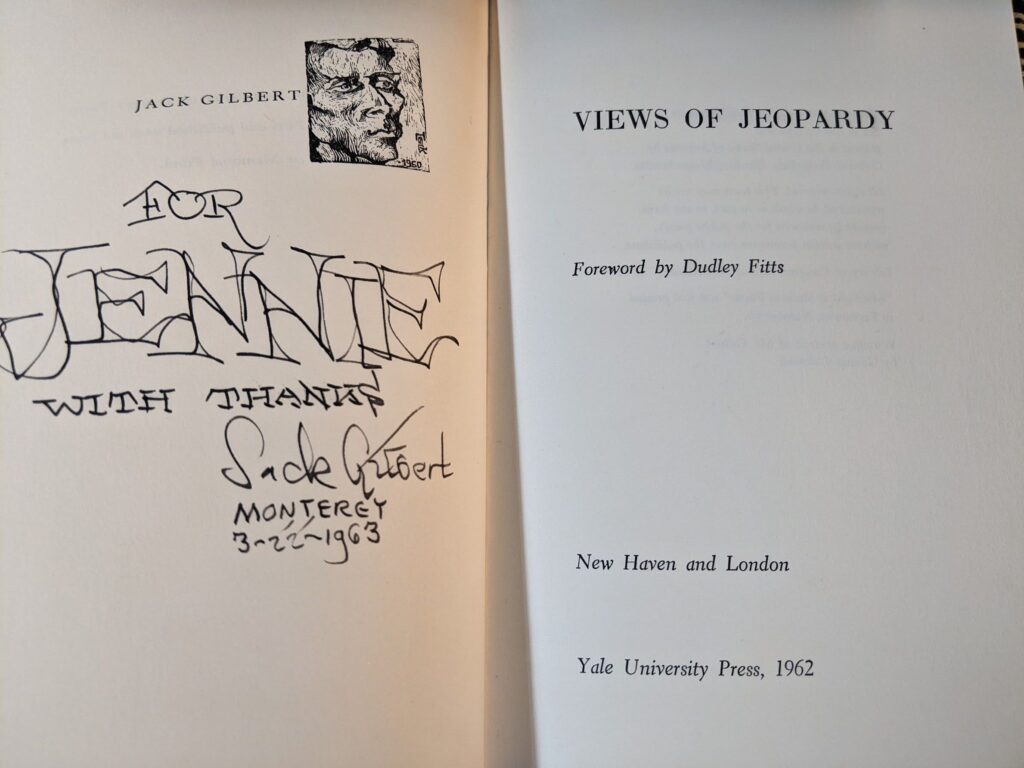 JACK GILBERT
1960
FOR
JENNIE
WITH THANKS
Jack Gilbert
MONTEREY
3-22-1963
VIEWS OF JEOPARDY
Foreword by Dudley Fitts
New Haven and London
Yale University Press, 1962